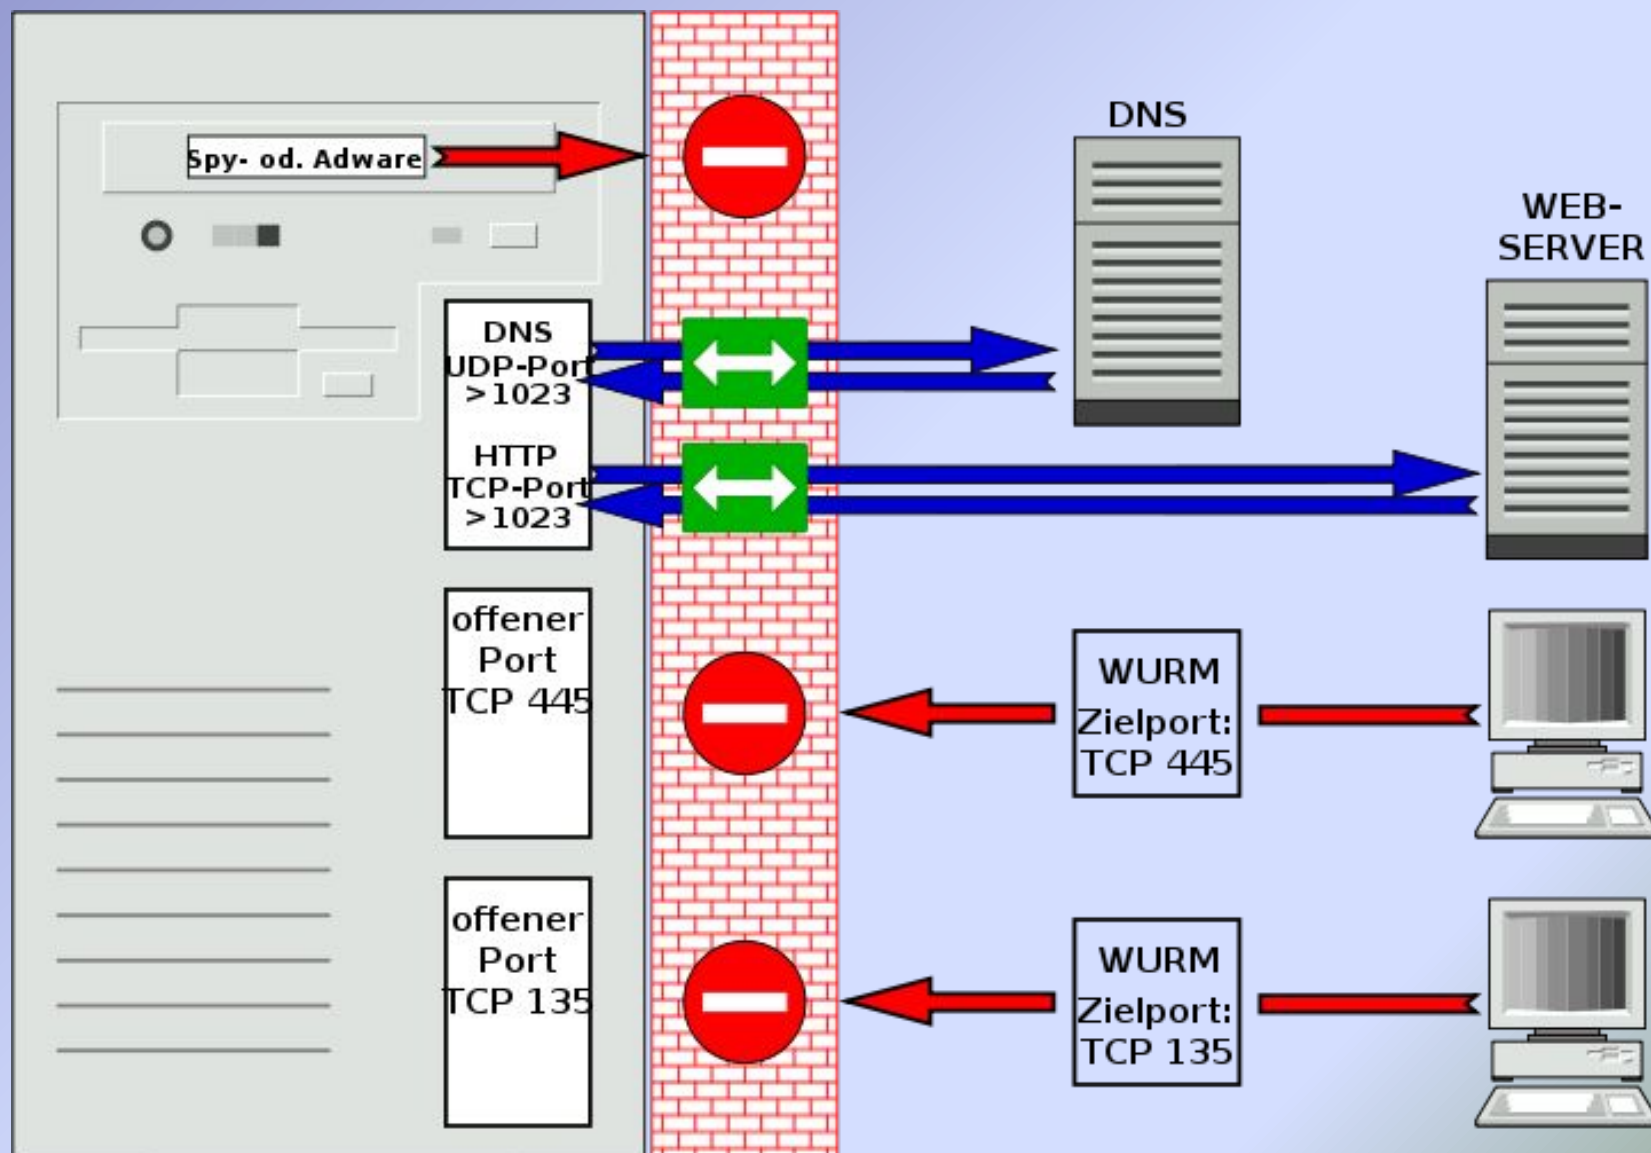 Spy- od. Adware
DNS
UDP-Port
>1023
HTTP
TCP-Port
>1023
offener
Port
TCP 445
offener
Port
TCP 135
DNS
WEB-
SERVER
WURM
Zielport:
TCP 445
WURM
Zielport:
TCP 135